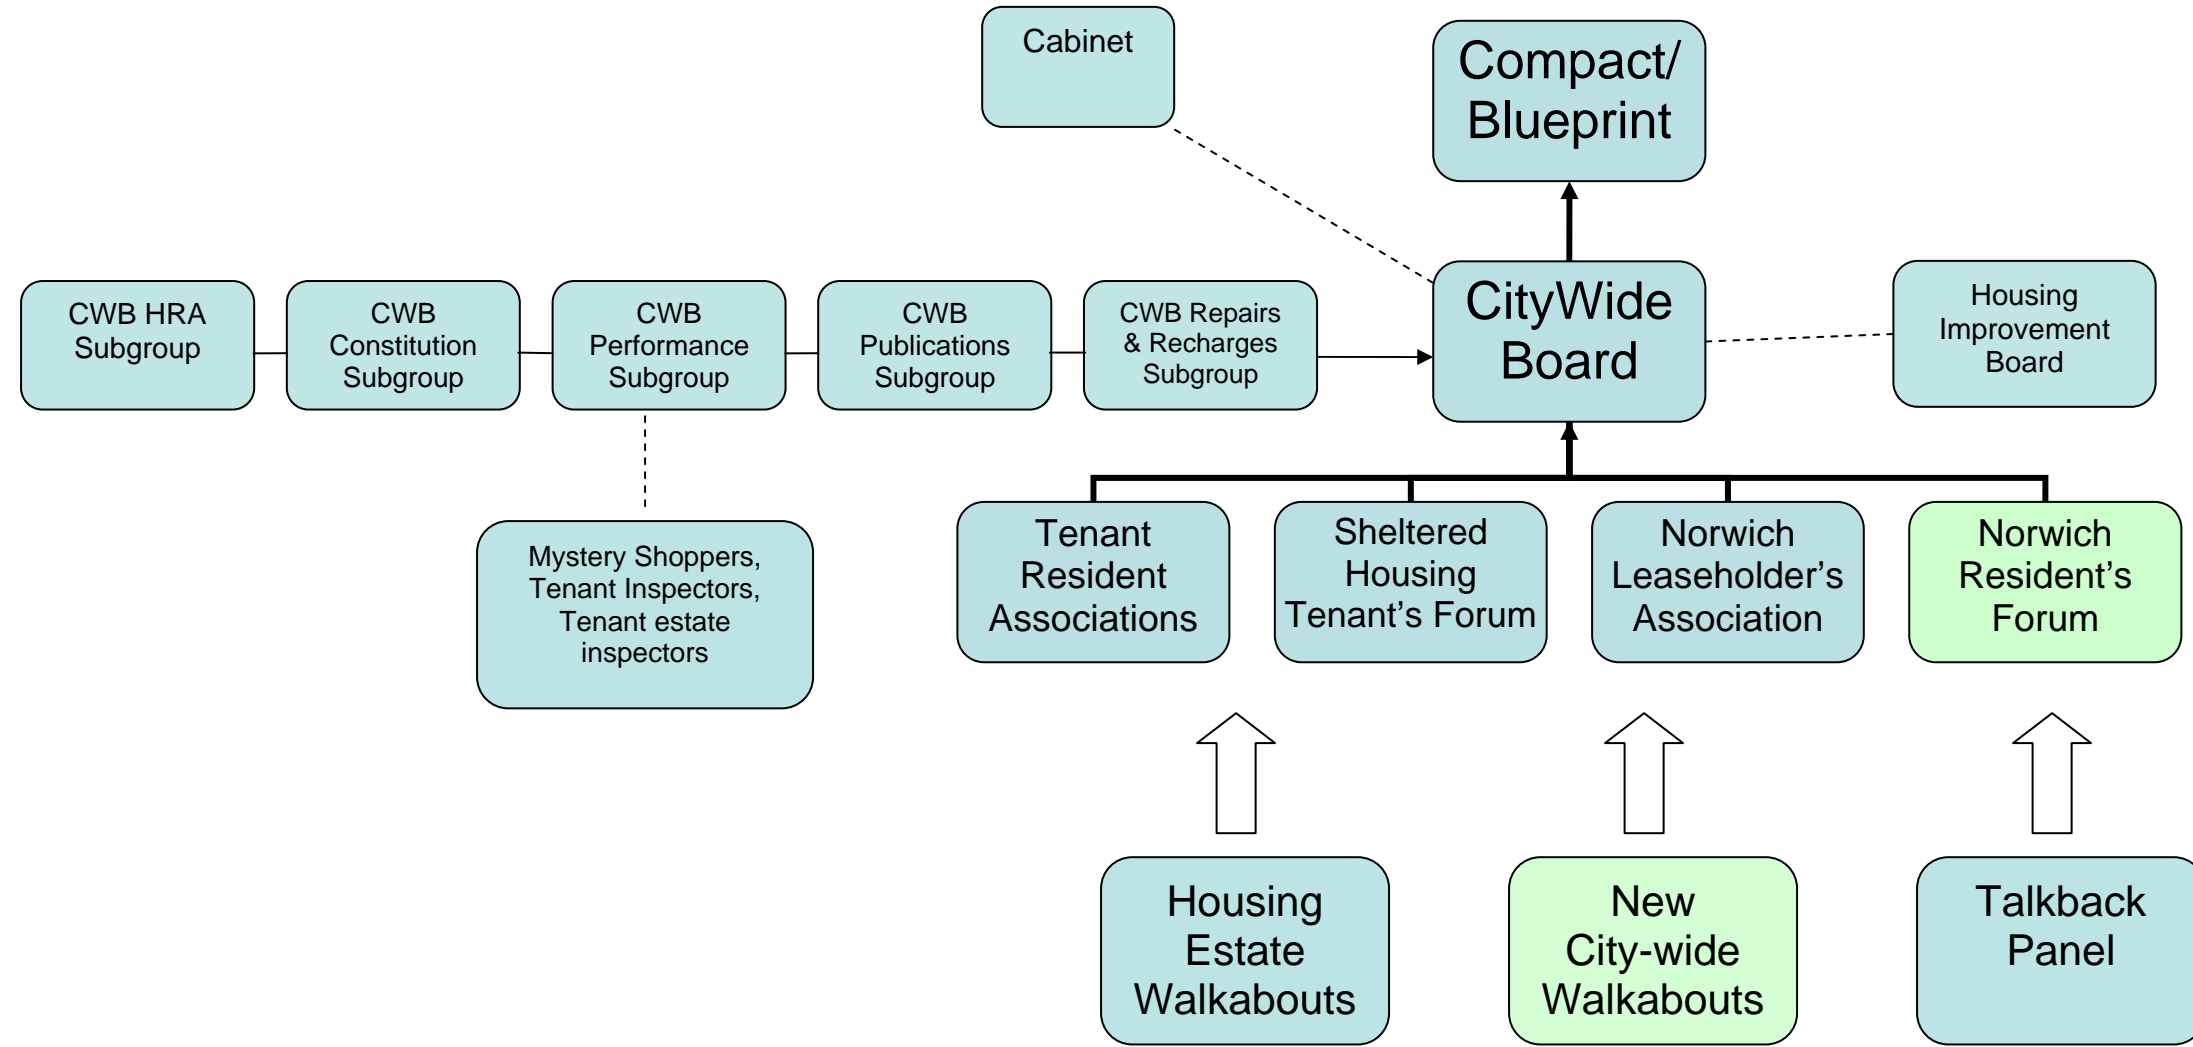 Cabinet
Compact/
Blueprint
CWB HRA
Subgroup
CWB
Constitution
Subgroup
CWB
Performance
Subgroup
CWB
Publications
Subgroup
CWB Repairs
& Recharges
Subgroup
CityWide
Board
Housing
Improvement
Board
Mystery Shoppers,
Tenant Inspectors,
Tenant estate
inspectors
Tenant
Resident
Associations
Sheltered
Housing
Tenant’s Forum
Norwich
Leaseholder’s
Association
Norwich
Resident’s
Forum
Housing
Estate
Walkabouts
New
City-wide
Walkabouts
Talkback
Panel